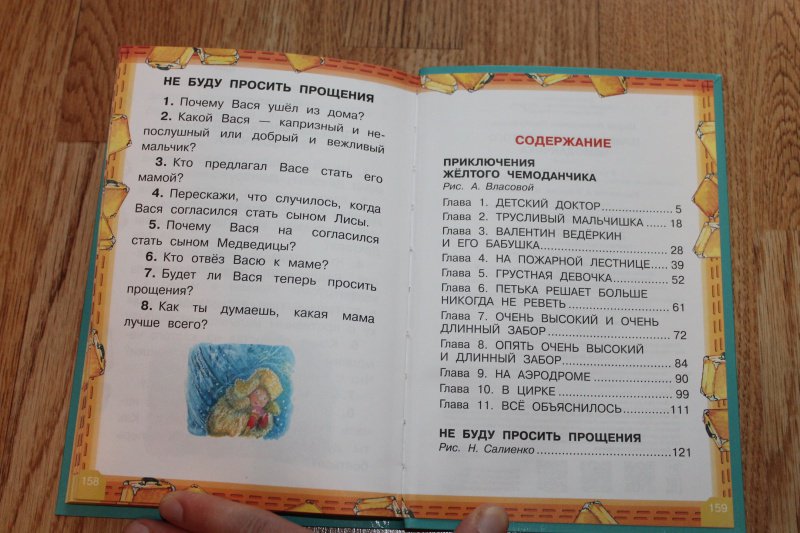 НЕ БУДУ ПРОСИТЬ ПРОЩЕНИЯ
1. Почему Вася ушёл из дома?
2. Какой Вася — капризный и не-
послушный или добрый и вежливый
мальчик?
3. Кто предлагал Васе стать его
мамой?
4. Перескажи, что случилось, когда
Вася согласился стать сыном Лисы.
5. Почему Вася на согласился
стать сыном Медведицы?
6. Кто отвёз Васю к маме?
7. Будет ли Вася теперь просить
прощения?
8. Как ты думаешь, какая мама
лучше всего?
158
СОДЕРЖАНИЕ
ПРИКЛЮЧЕНИЯ
ЖЁЛТОГО ЧЕМОДАНЧИКА
Рис. А. Власовой
Глава 1. ДЕТСКИЙ ДОКТОР.....................5
Глава 2. ТРУСЛИВЫЙ МАЛЬЧИШКА............18
Глава 3. ВАЛЕНТИН ВЕДЁРКИН
И ЕГО БАБУШКА..................................28
Глава 4. НА ПОЖАРНОЙ ЛЕСТНИЦЕ....39
Глава 5. ГРУСТНАЯ ДЕВОЧКА................52
Глава 6. ПЕТЬКА РЕШАЕТ БОЛЬШЕ
НИКОГДА НЕ РЕВЕТЬ..........................61
Глава 7. ОЧЕНЬ ВЫСОКИЙ И ОЧЕНЬ
ДЛИННЫЙ ЗАБОР................................72
Глава 8. ОПЯТЬ ОЧЕНЬ ВЫСОКИЙ
И ДЛИННЫЙ ЗАБОР............................84
Глава 9. НА АЭРОДРОМЕ....................90
Глава 10. В ЦИРКЕ..............................99
Глава 11. ВСЁ ОБЪЯСНИЛОСЬ............111
НЕ БУДУ ПРОСИТЬ ПРОЩЕНИЯ
Рис. Н. Салиенко..................................121
159